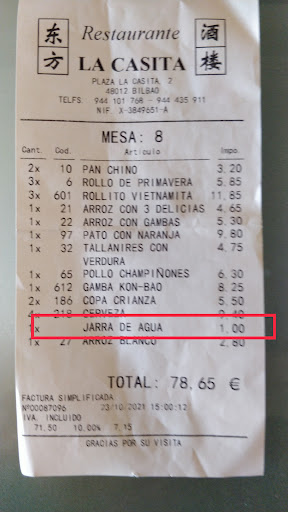 东方 Restaurante 酒楼
LA CASITA
PLAZA LA CASITA, 2
48012 BILBAO
TELFS. 944 101 768 - 944 435 911
NIF. X-3849651-A
MESA: 8
Cant. Cod. Artículo Impo.
2x 10 PAN CHINO 3,20
3x 6 ROLLO DE PRIMAVERA 5,85
3x 601 ROLLITO VIETNAMITA 11,85
1x 21 ARROZ CON 3 DELICIAS 4,65
1x 22 ARROZ CON GAMBAS 5,30
1x 97 PATO CON NARANJA 9,80
1x 32 TALLANIRES CON 4,75
VERDURA
1x 65 POLLO CHAMPIÑONES 6,30
1x 612 GAMBA KON-BAO 8,25
2x 186 COPA CRIANZA 5,50
4x 218 CERVEZA 9,40
1x JARRA DE AGUA 1,00
1x 27 ARROZ BLANCO 2,80
TOTAL: 78,65 €
FACTURA SIMPLIFICADA
Nº00087096 23/10/2021 15:00:12
IVA. INCLUIDO
71,50 10,00% 7,15
GRACIAS POR SU VISITA